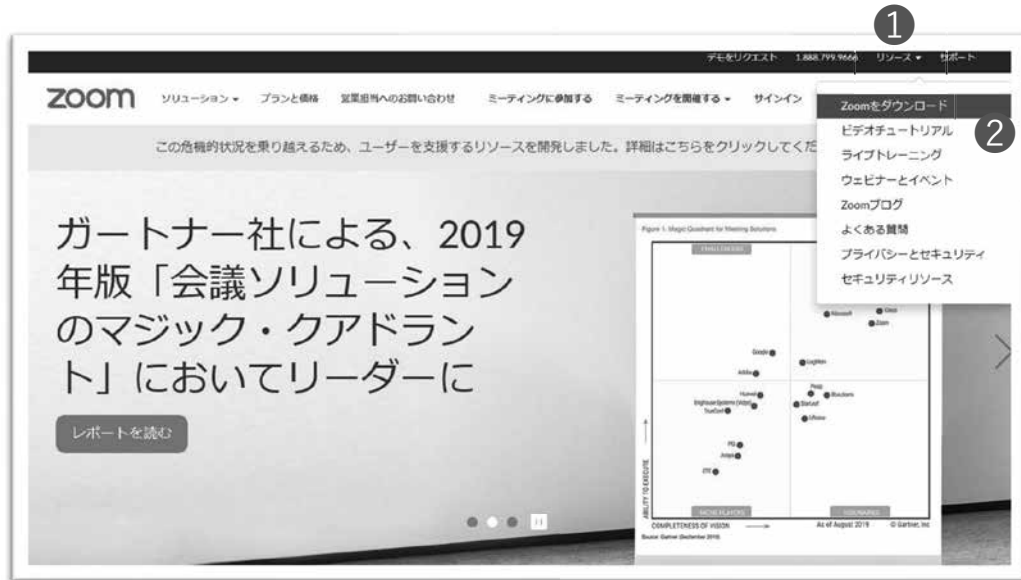 ❶
デモをリクエスト 1.888.799.9666 リソース ▾ サポート
zoom ソリューション ▾ プランと価格 営業担当へのお問い合わせ ミーティングに参加する ミーティングを開催する ▾ サインイン
Zoomをダウンロード
❷
ビデオチュートリアル
ライブトレーニング
ウェビナーとイベント
Zoomブログ
よくある質問
プライバシーとセキュリティ
セキュリティリソース
この危機的状況を乗り越えるため、ユーザーを支援するリソースを開発しました。詳細はこちらをクリックしてくだ
ガートナー社による、2019
年版「会議ソリューション
のマジック・クアドラン
ト」においてリーダーに
レポートを読む
Figure 1. Magic Quadrant for Meeting Solutions
CHALLENGERS
Microsoft
Cisco
Zoom
Google
LogMeIn
Adobe
Huawei
Pexip
BlueJeans
Enghouse Systems (Vidyo)
StarLeaf
TrueConf
Lifesize
PGi
Avaya
ZTE
ABILITY TO EXECUTE
NICHE PLAYERS
VISIONARIES
COMPLETENESS OF VISION
As of August 2019
© Gartner, Inc
Source: Gartner (September 2019)